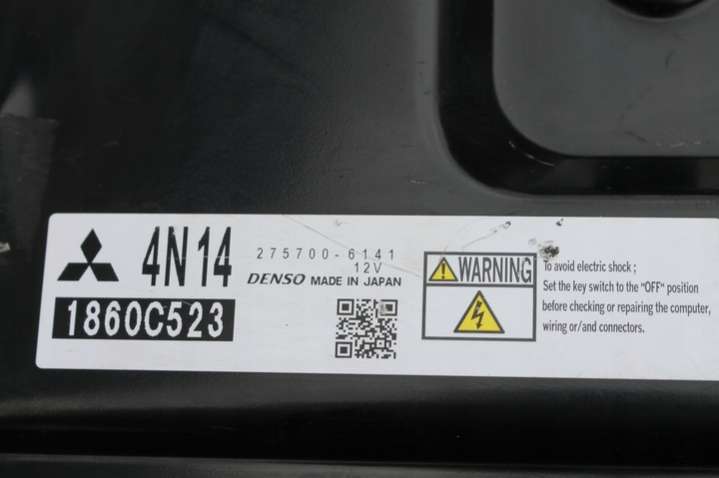 4N14
275700-6141
12V
DENSO MADE IN JAPAN
1860C523
WARNING
To avoid electric shock ;
Set the key switch to the "OFF" position
before checking or repairing the computer,
wiring or/and connectors.